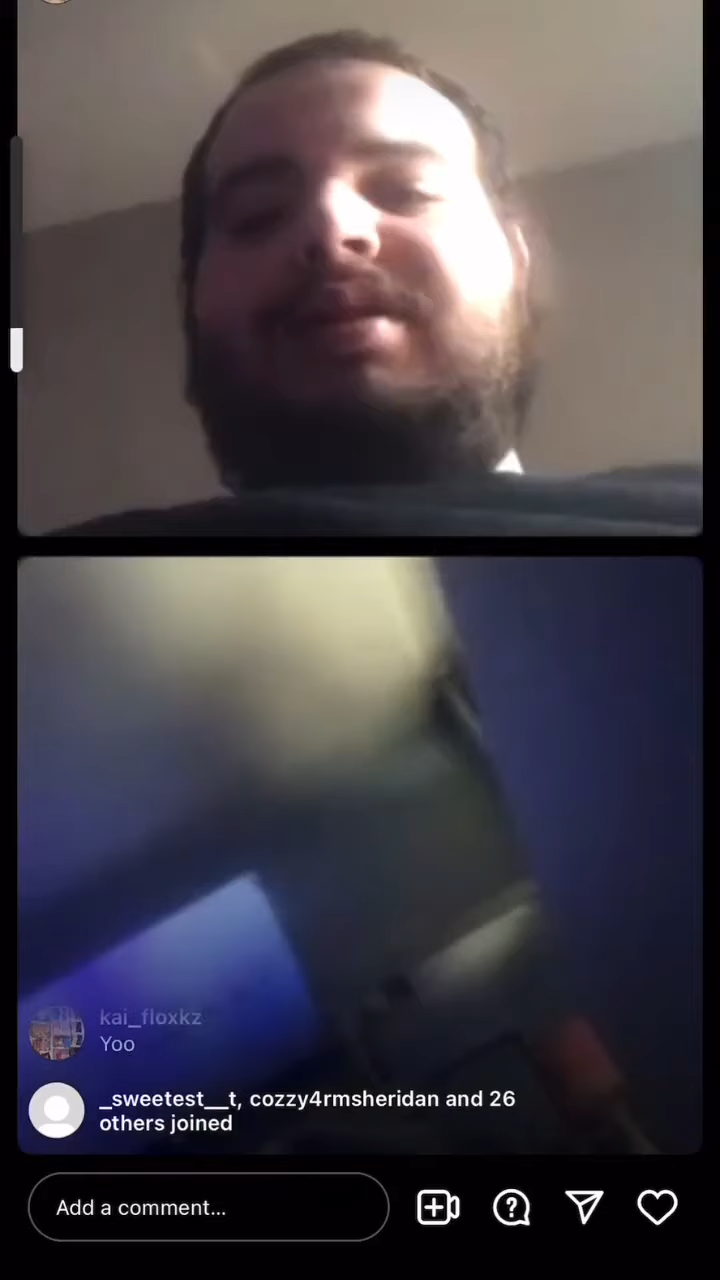 kai_floxkz
Yoo
_sweetest__t, cozzy4rmsheridan and 26
others joined
Add a comment...